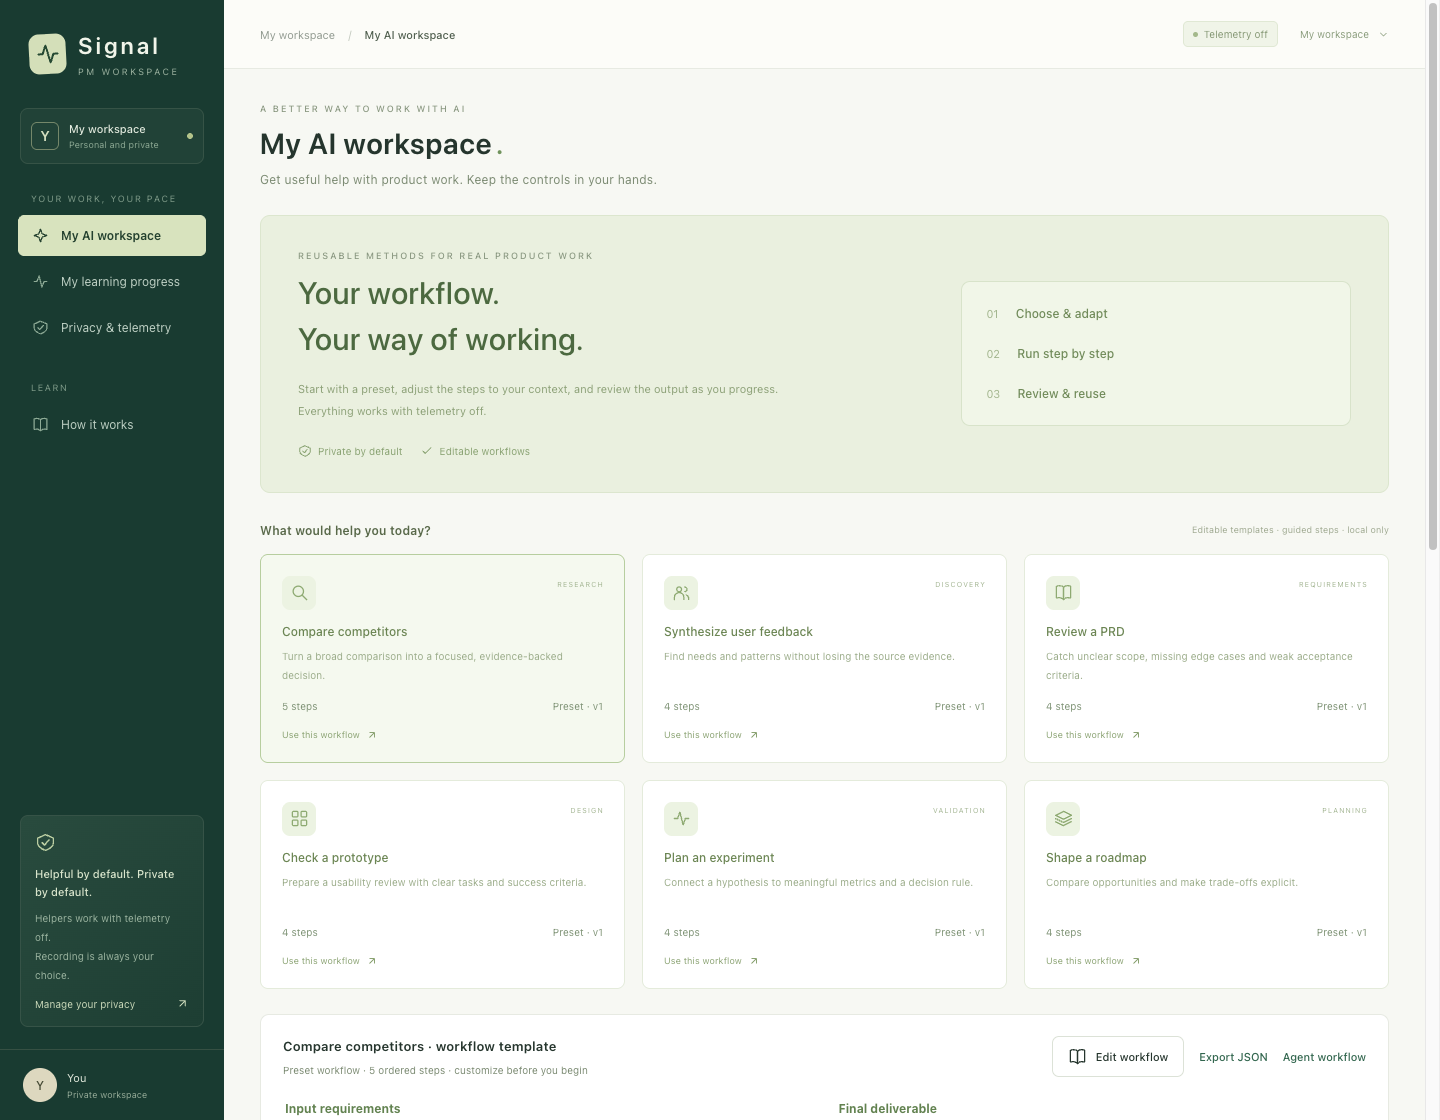 Signal
PM WORKSPACE
Y
My workspace
Personal and private
YOUR WORK, YOUR PACE
My AI workspace
My learning progress
Privacy & telemetry
LEARN
How it works
Helpful by default. Private
by default.
Helpers work with telemetry
off.
Recording is always your
choice.
Manage your privacy
Y
You
Private workspace
My workspace / My AI workspace
Telemetry off
My workspace
A BETTER WAY TO WORK WITH AI
My AI workspace.
Get useful help with product work. Keep the controls in your hands.
REUSABLE METHODS FOR REAL PRODUCT WORK
Your workflow.
Your way of working.
Start with a preset, adjust the steps to your context, and review the output as you progress.
Everything works with telemetry off.
Private by default
Editable workflows
01 Choose & adapt
02 Run step by step
03 Review & reuse
What would help you today?
Editable templates · guided steps · local only
RESEARCH
Compare competitors
Turn a broad comparison into a focused, evidence-backed
decision.
5 steps
Preset · v1
Use this workflow
DISCOVERY
Synthesize user feedback
Find needs and patterns without losing the source evidence.
4 steps
Preset · v1
Use this workflow
REQUIREMENTS
Review a PRD
Catch unclear scope, missing edge cases and weak acceptance
criteria.
4 steps
Preset · v1
Use this workflow
DESIGN
Check a prototype
Prepare a usability review with clear tasks and success criteria.
4 steps
Preset · v1
Use this workflow
VALIDATION
Plan an experiment
Connect a hypothesis to meaningful metrics and a decision rule.
4 steps
Preset · v1
Use this workflow
PLANNING
Shape a roadmap
Compare opportunities and make trade-offs explicit.
4 steps
Preset · v1
Use this workflow
Compare competitors · workflow template
Preset workflow · 5 ordered steps · customize before you begin
Edit workflow
Export JSON
Agent workflow
Input requirements
Final deliverable